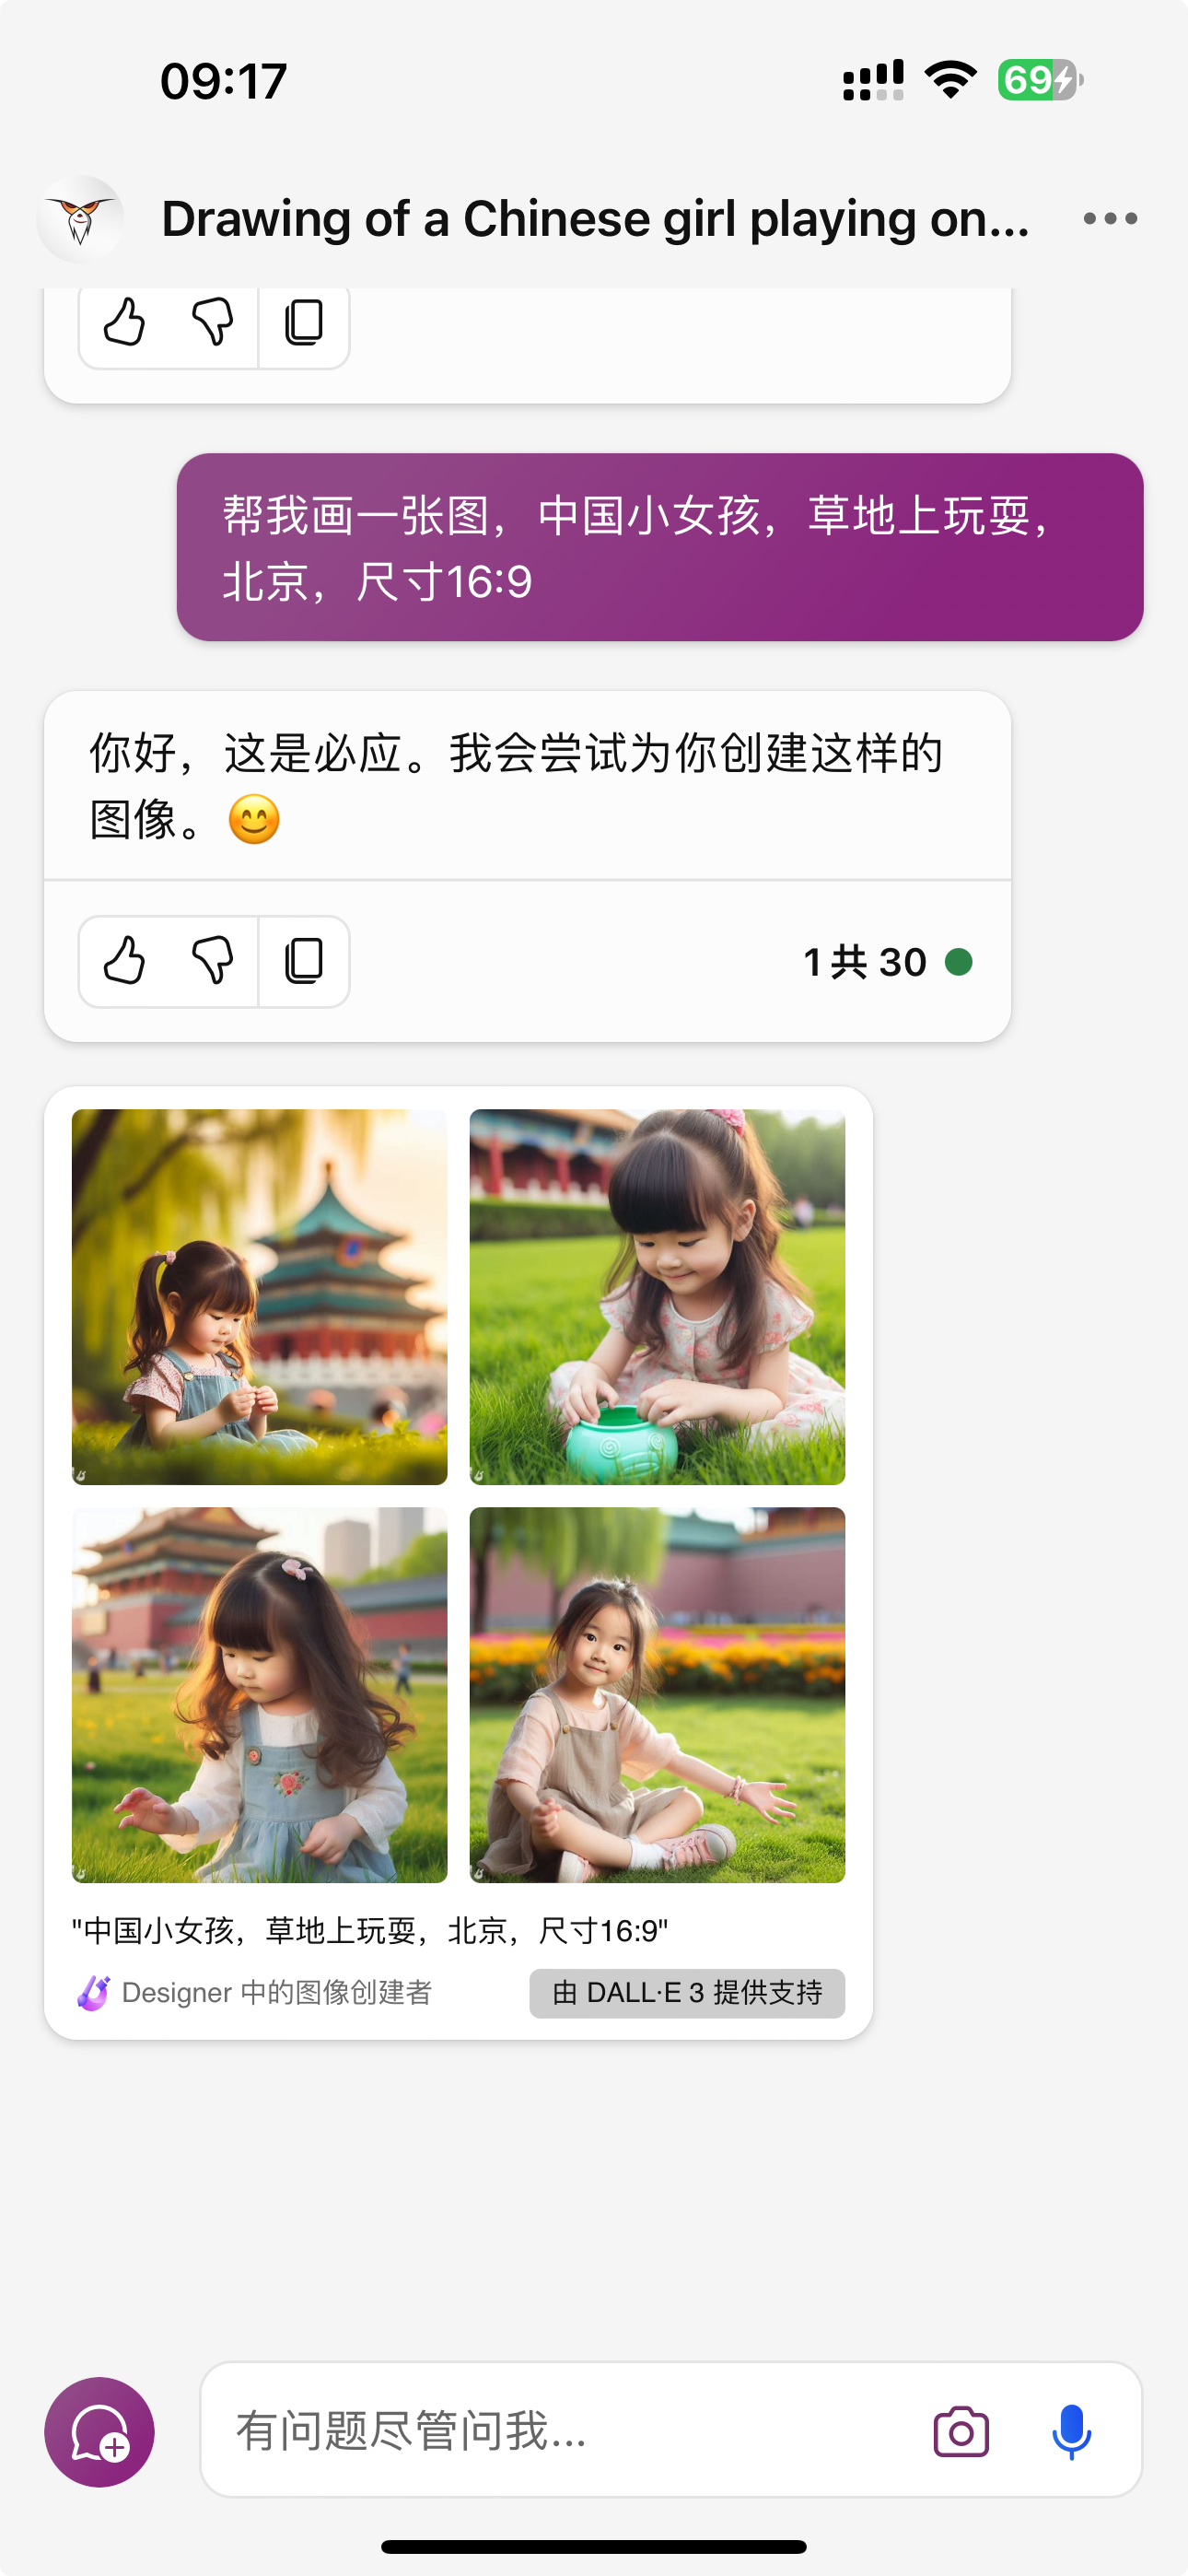 09:17
69
Drawing of a Chinese girl playing on...
帮我画一张图，中国小女孩，草地上玩耍，
北京，尺寸16:9
你好，这是必应。我会尝试为你创建这样的
图像。😊
1 共 30
"中国小女孩，草地上玩耍，北京，尺寸16:9"
Designer 中的图像创建者
由 DALL·E 3 提供支持
有问题尽管问我...